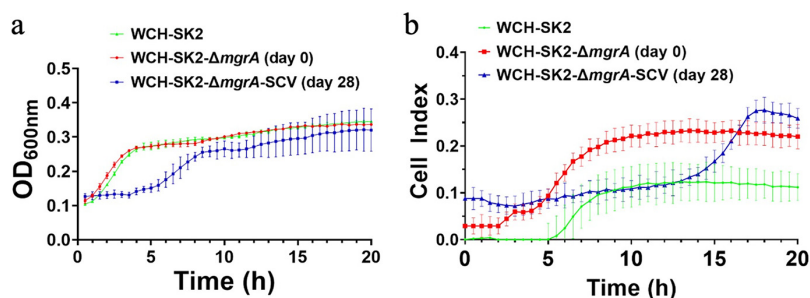 a
WCH-SK2
WCH-SK2-ΔmgrA (day 0)
WCH-SK2-ΔmgrA-SCV (day 28)
OD600nm
0.5
0.4
0.3
0.2
0.1
0.0
0 5 10 15 20
Time (h)
b
WCH-SK2
WCH-SK2-ΔmgrA (day 0)
WCH-SK2-ΔmgrA-SCV (day 28)
Cell Index
0.4
0.3
0.2
0.1
0.0
0 5 10 15 20
Time (h)